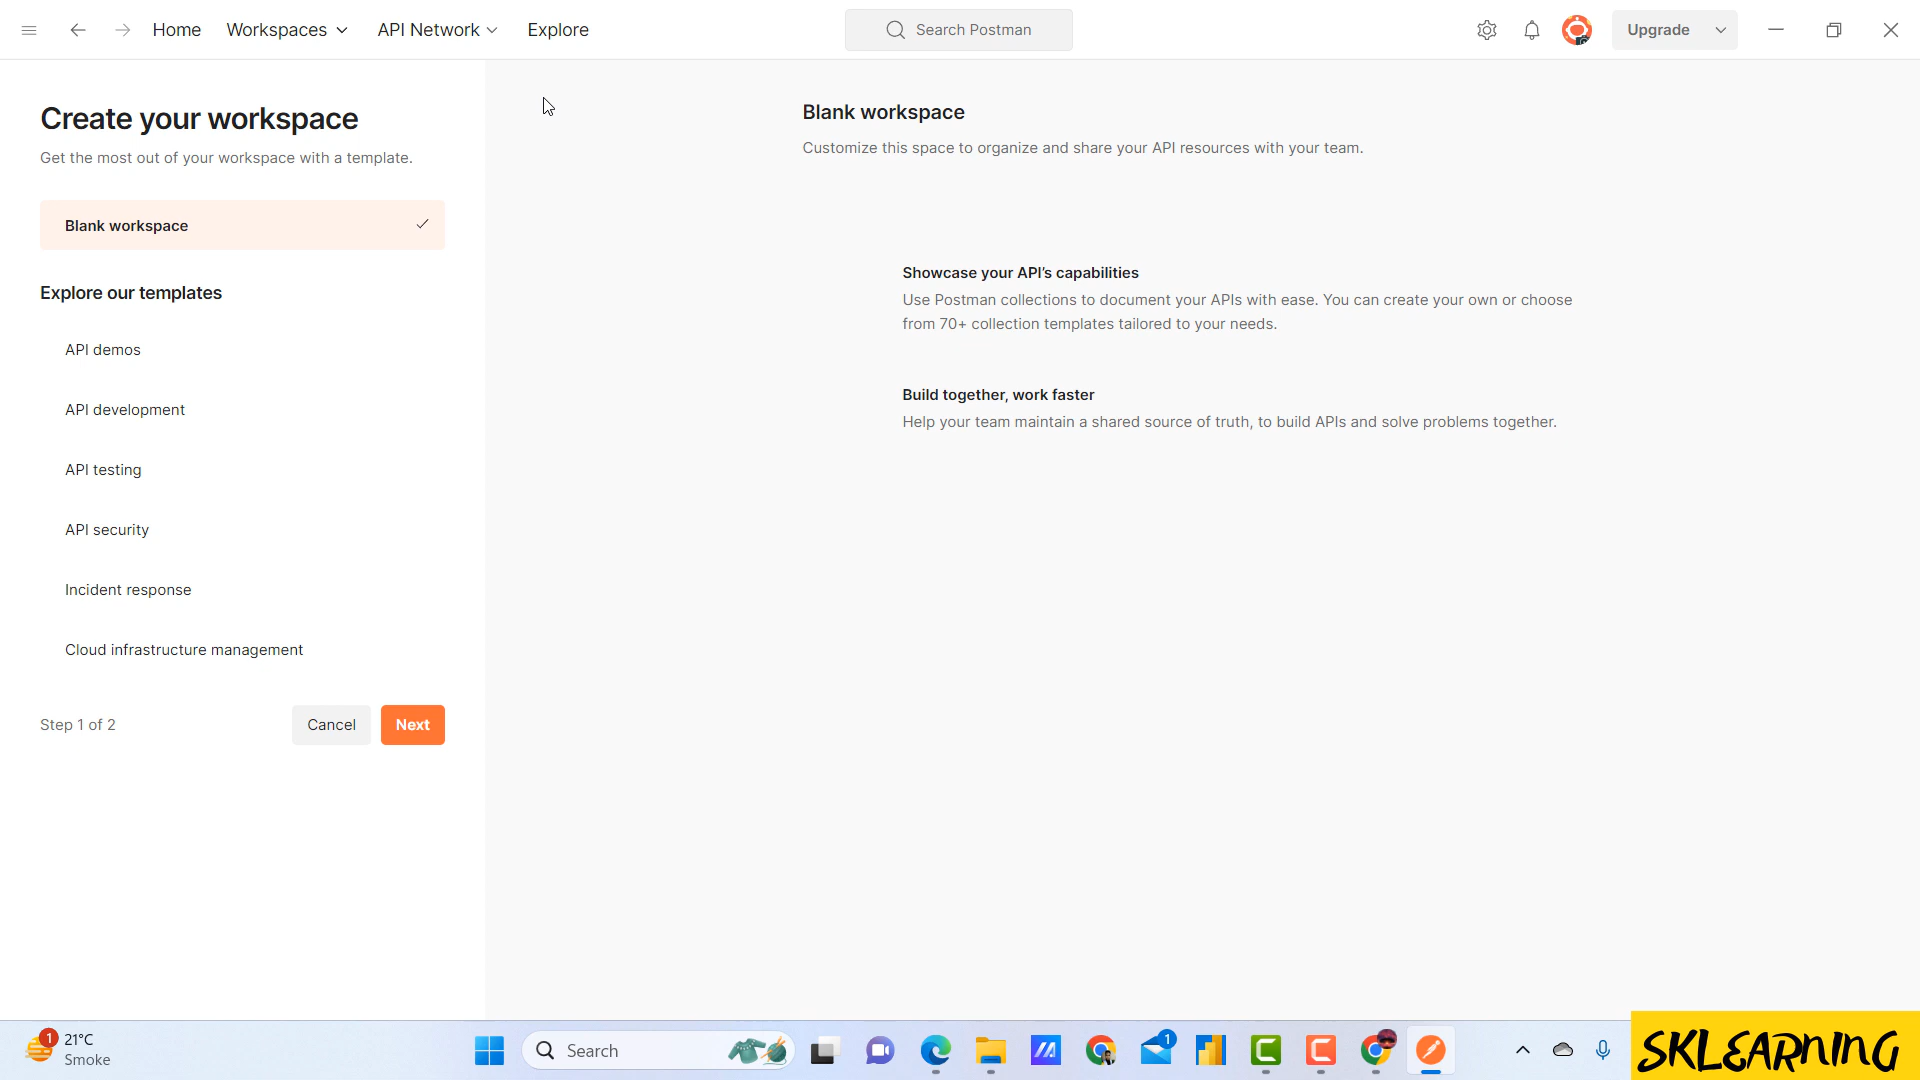 Home Workspaces API Network Explore Search Postman Upgrade
Create your workspace
Get the most out of your workspace with a template.
Blank workspace
Explore our templates
API demos
API development
API testing
API security
Incident response
Cloud infrastructure management
Step 1 of 2 Cancel Next
Blank workspace
Customize this space to organize and share your API resources with your team.
Showcase your API's capabilities
Use Postman collections to document your APIs with ease. You can create your own or choose
from 70+ collection templates tailored to your needs.
Build together, work faster
Help your team maintain a shared source of truth, to build APIs and solve problems together.
1
21°C
Smoke
Search
1
SKLEARNING